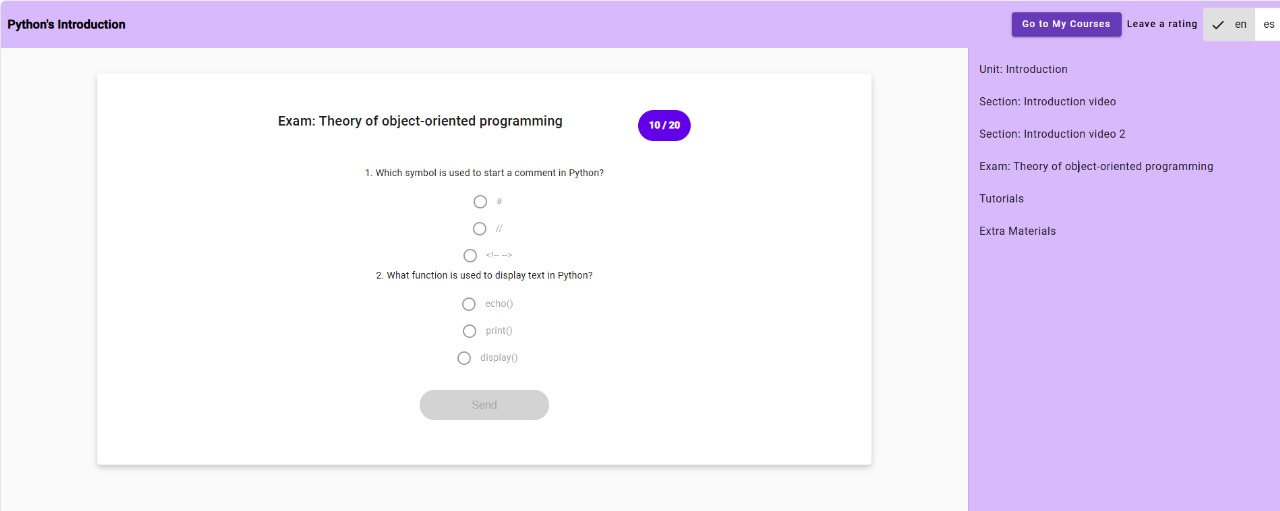 Python's Introduction
Go to My Courses
Leave a rating
en
es
Exam: Theory of object-oriented programming
10 / 20
1. Which symbol is used to start a comment in Python?
#
//
<!-- -->
2. What function is used to display text in Python?
echo()
print()
display()
Send
Unit: Introduction
Section: Introduction video
Section: Introduction video 2
Exam: Theory of object-oriented programming
Tutorials
Extra Materials